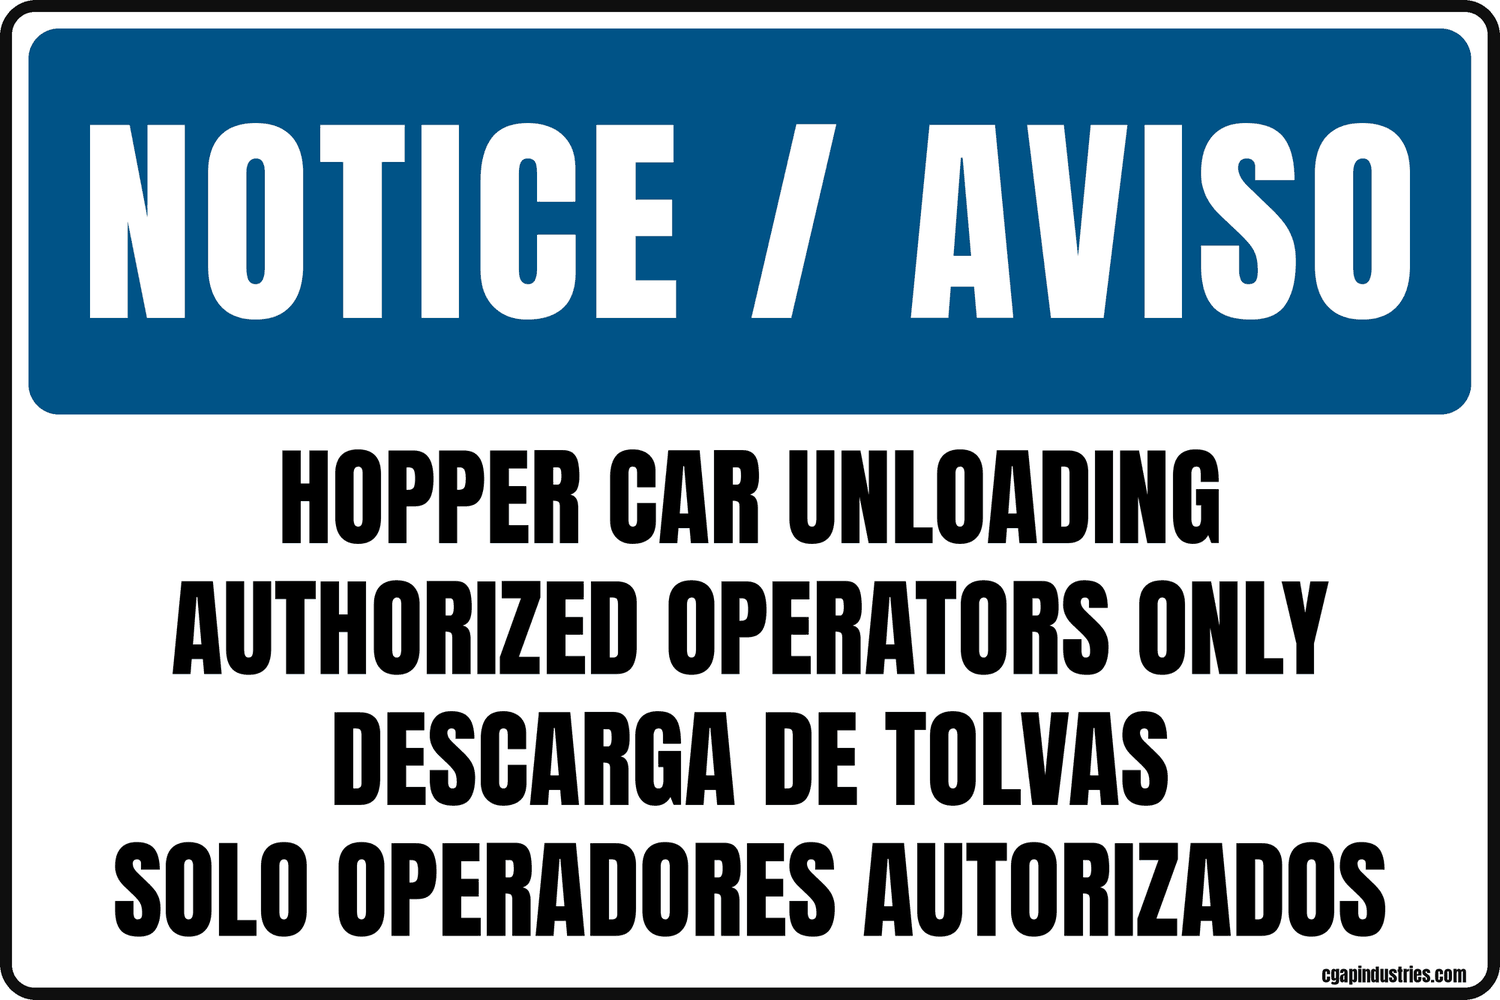 NOTICE / AVISO
HOPPER CAR UNLOADING
AUTHORIZED OPERATORS ONLY
DESCARGA DE TOLVAS
SOLO OPERADORES AUTORIZADOS
cgapindustries.com